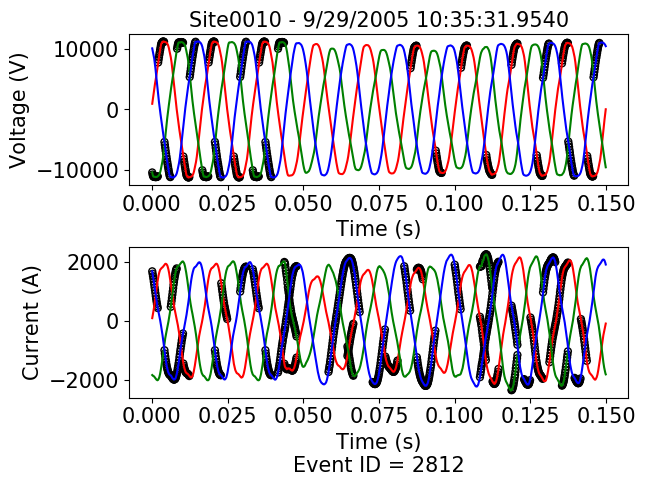 Site0010 - 9/29/2005 10:35:31.9540
10000
0
−10000
Voltage (V)
0.000 0.025 0.050 0.075 0.100 0.125 0.150
Time (s)
2000
0
−2000
Current (A)
0.000 0.025 0.050 0.075 0.100 0.125 0.150
Time (s)
Event ID = 2812